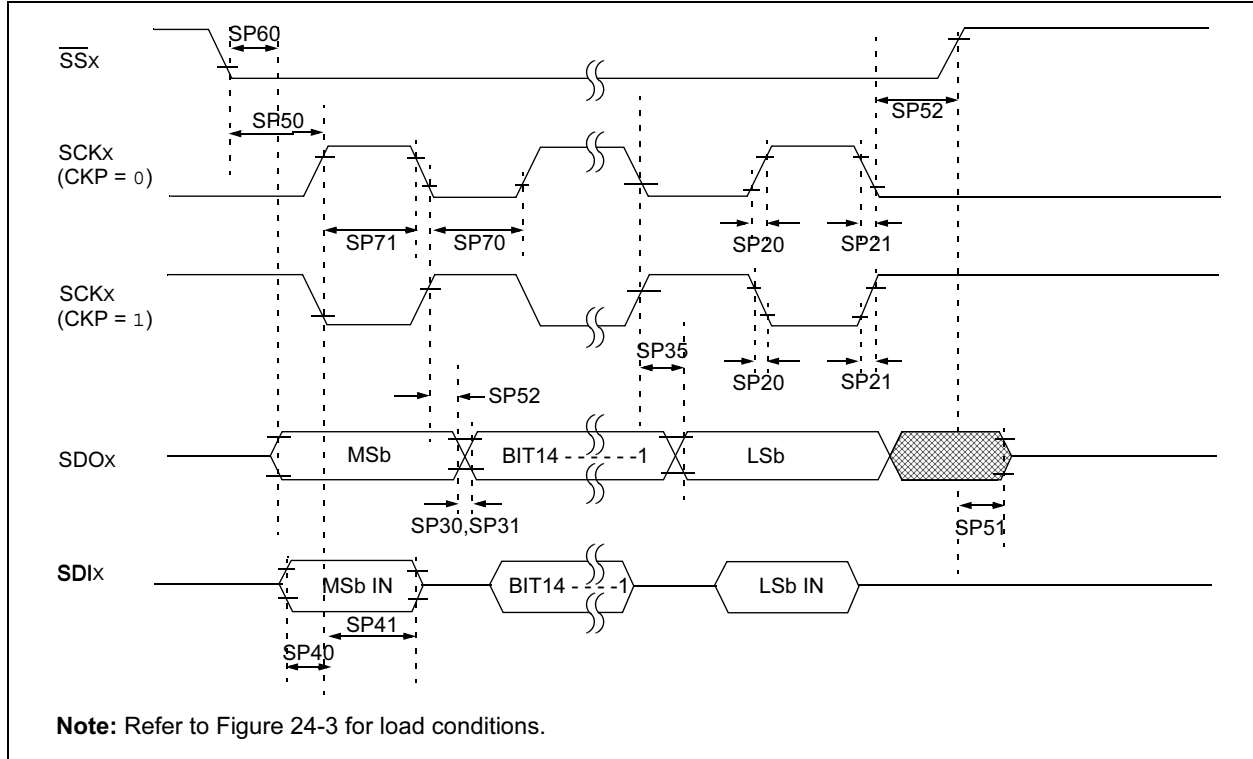 SP60
SSx
SP52
SP50
SCKx
(CKP = 0)
SP71
SP70
SP20
SP21
SCKx
(CKP = 1)
SP35
SP20
SP21
SP52
SDOx
MSb
BIT14 - - - - - -1
LSb
SP30,SP31
SP51
SDIx
MSb IN
BIT14 - - - - -1
LSb IN
SP41
SP40
Note: Refer to Figure 24-3 for load conditions.